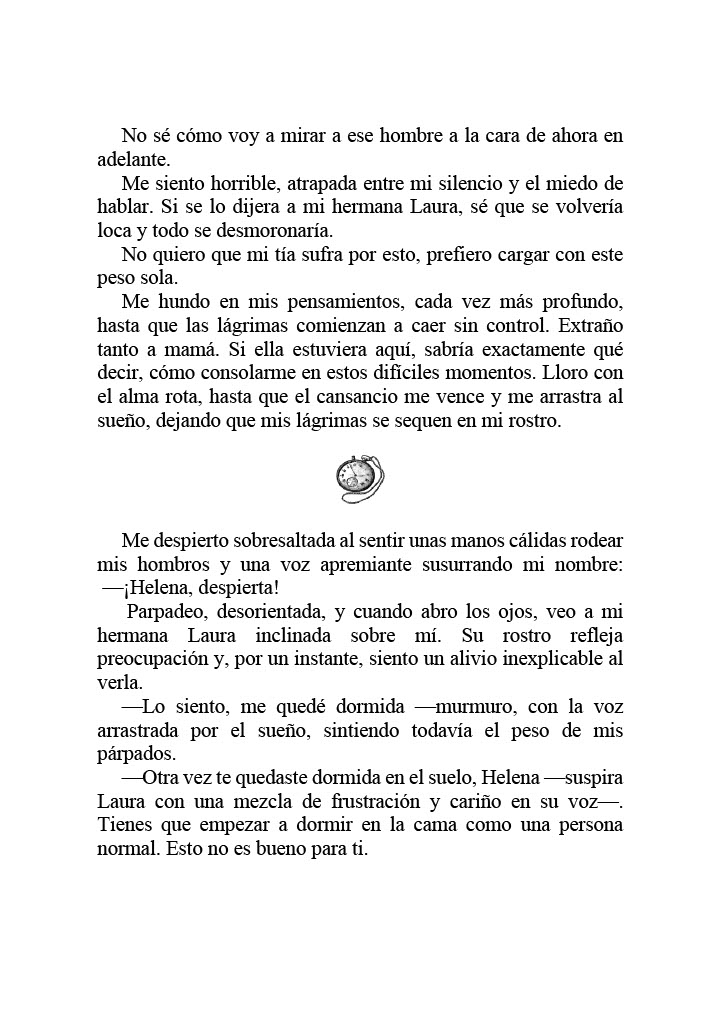 No sé cómo voy a mirar a ese hombre a la cara de ahora en
adelante.
Me siento horrible, atrapada entre mi silencio y el miedo de
hablar. Si se lo dijera a mi hermana Laura, sé que se volvería
loca y todo se desmoronaría.
No quiero que mi tía sufra por esto, prefiero cargar con este
peso sola.
Me hundo en mis pensamientos, cada vez más profundo,
hasta que las lágrimas comienzan a caer sin control. Extraño
tanto a mamá. Si ella estuviera aquí, sabría exactamente qué
decir, cómo consolarme en estos difíciles momentos. Lloro con
el alma rota, hasta que el cansancio me vence y me arrastra al
sueño, dejando que mis lágrimas se sequen en mi rostro.
Me despierto sobresaltada al sentir unas manos cálidas rodear
mis hombros y una voz apremiante susurrando mi nombre:
—¡Helena, despierta!
Parpadeo, desorientada, y cuando abro los ojos, veo a mi
hermana Laura inclinada sobre mí. Su rostro refleja
preocupación y, por un instante, siento un alivio inexplicable al
verla.
—Lo siento, me quedé dormida —murmuro, con la voz
arrastrada por el sueño, sintiendo todavía el peso de mis
párpados.
—Otra vez te quedaste dormida en el suelo, Helena —suspira
Laura con una mezcla de frustración y cariño en su voz—.
Tienes que empezar a dormir en la cama como una persona
normal. Esto no es bueno para ti.